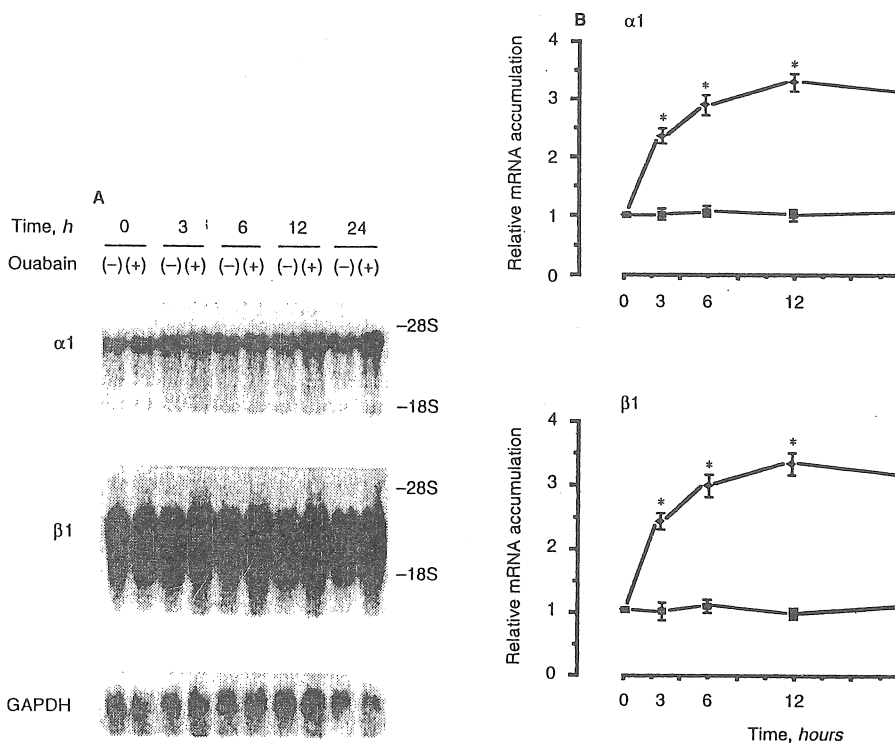 A
Time, h 0 3 6 12 24
Ouabain (–)(+) (–)(+) (–)(+) (–)(+) (–)(+)
α1
–28S
–18S
β1
–28S
–18S
GAPDH
B α1
Relative mRNA accumulation
4
3
2
1
0
* * *
0 3 6 12
β1
Relative mRNA accumulation
4
3
2
1
0
* * *
0 3 6 12
Time, hours